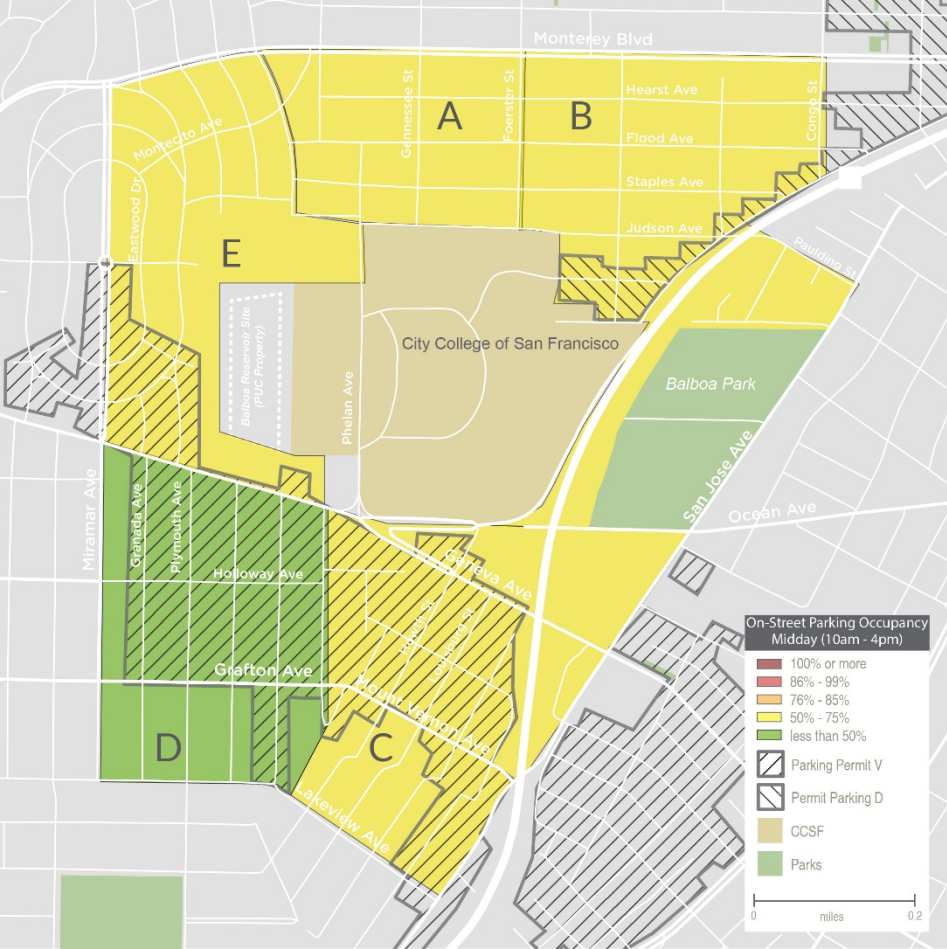 Monterey Blvd
Hearst Ave
Gennessee St
Foerster St
Congo St
A
B
Montecito Ave
Flood Ave
Staples Ave
Eastwood Dr
Judson Ave
E
Paulding St
City College of San Francisco
Balboa Reservoir Site
(PUC Property)
Balboa Park
Phelan Ave
San Jose Ave
Miramar Ave
Granada Ave
Plymouth Ave
Ocean Ave
Geneva Ave
Holloway Ave
Grafton Ave
Mount Vernon Ave
D
C
Lakeview Ave
On-Street Parking Occupancy
Midday (10am - 4pm)
100% or more
86% - 99%
76% - 85%
50% - 75%
less than 50%
Parking Permit V
Permit Parking D
CCSF
Parks
0
miles
0.2